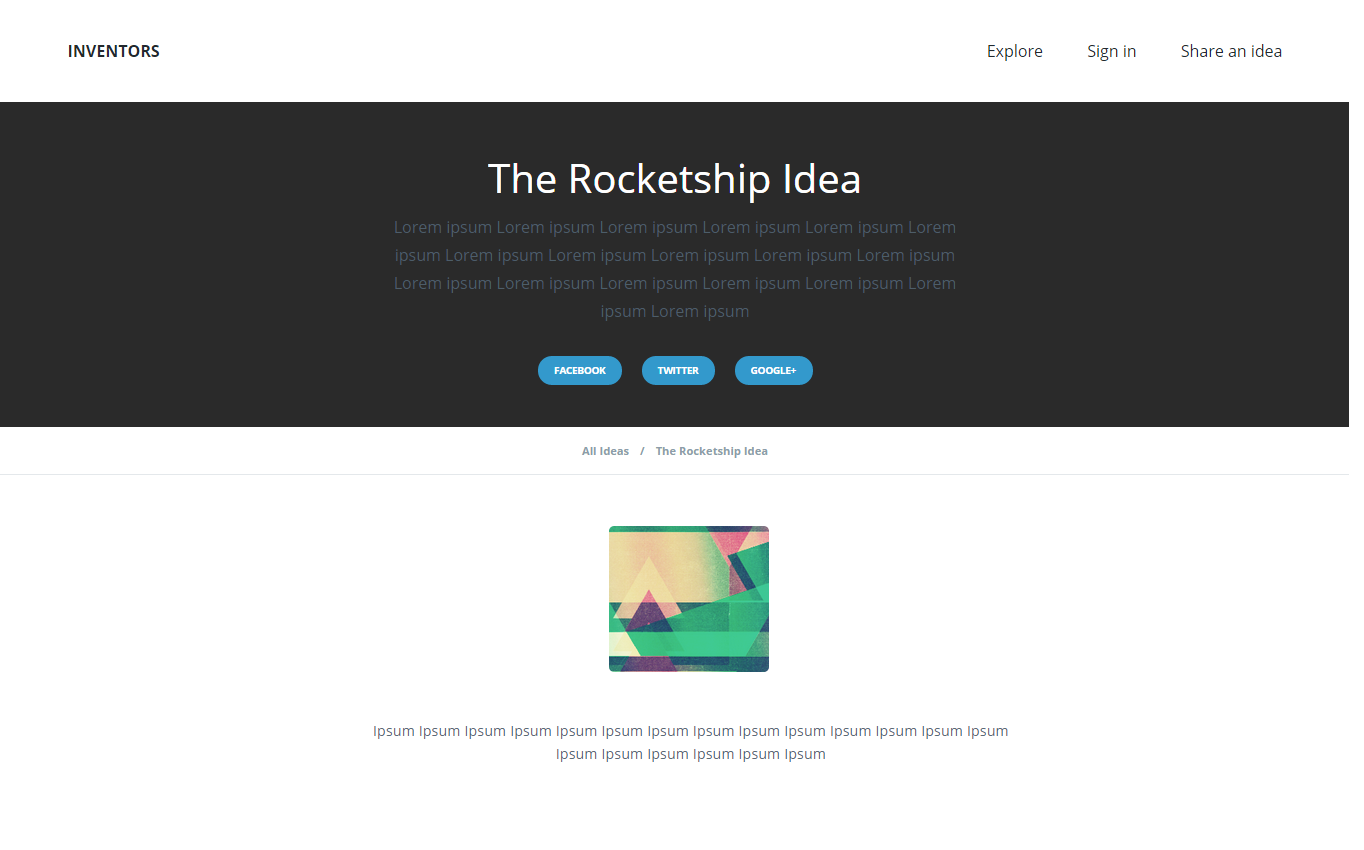 INVENTORS
Explore
Sign in
Share an idea
The Rocketship Idea
Lorem ipsum Lorem ipsum Lorem ipsum Lorem ipsum Lorem ipsum Lorem
ipsum Lorem ipsum Lorem ipsum Lorem ipsum Lorem ipsum Lorem ipsum
Lorem ipsum Lorem ipsum Lorem ipsum Lorem ipsum Lorem ipsum Lorem
ipsum Lorem ipsum
FACEBOOK
TWITTER
GOOGLE+
All Ideas / The Rocketship Idea
Ipsum Ipsum Ipsum Ipsum Ipsum Ipsum Ipsum Ipsum Ipsum Ipsum Ipsum Ipsum Ipsum Ipsum
Ipsum Ipsum Ipsum Ipsum Ipsum Ipsum